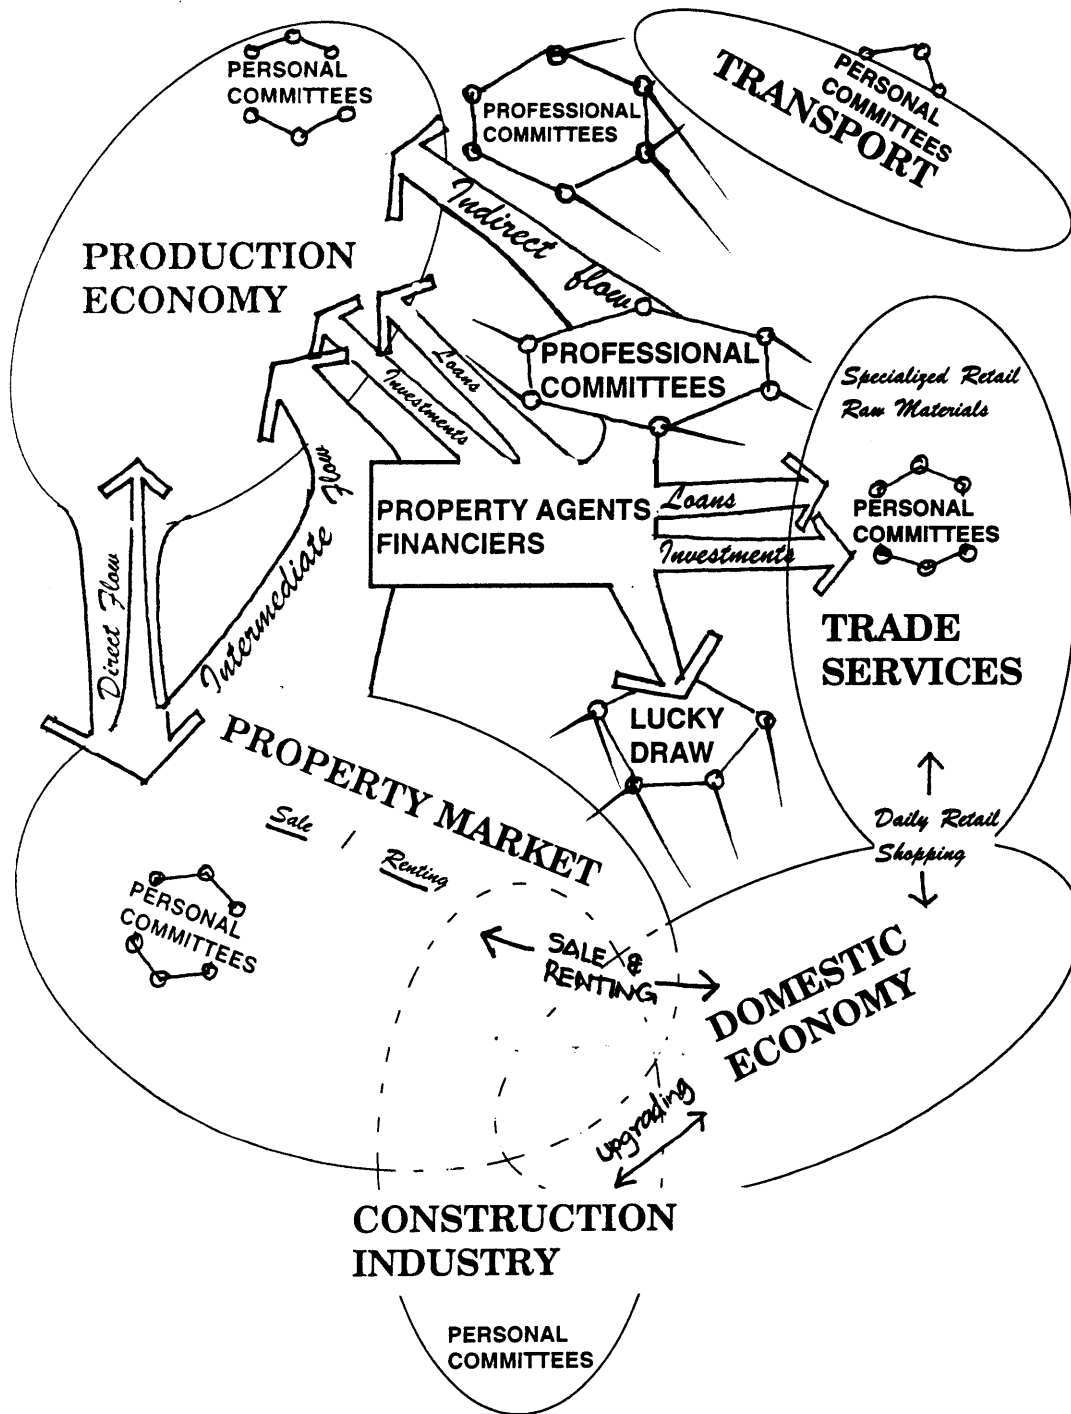 PERSONAL
COMMITTEES
PROFESSIONAL
COMMITTEES
PERSONAL
COMMITTEES
TRANSPORT
Indirect flow
PRODUCTION
ECONOMY
PROFESSIONAL
COMMITTEES
Loans
Investments
Specialized Retail
Raw Materials
PERSONAL
COMMITTEES
PROPERTY AGENTS
FINANCIERS
Loans
Investments
Direct Flow
Intermediate Flow
TRADE
SERVICES
LUCKY
DRAW
PROPERTY MARKET
Sale / Renting
Daily Retail
Shopping
PERSONAL
COMMITTEES
SALE &
RENTING
DOMESTIC
ECONOMY
upgrading
CONSTRUCTION
INDUSTRY
PERSONAL
COMMITTEES